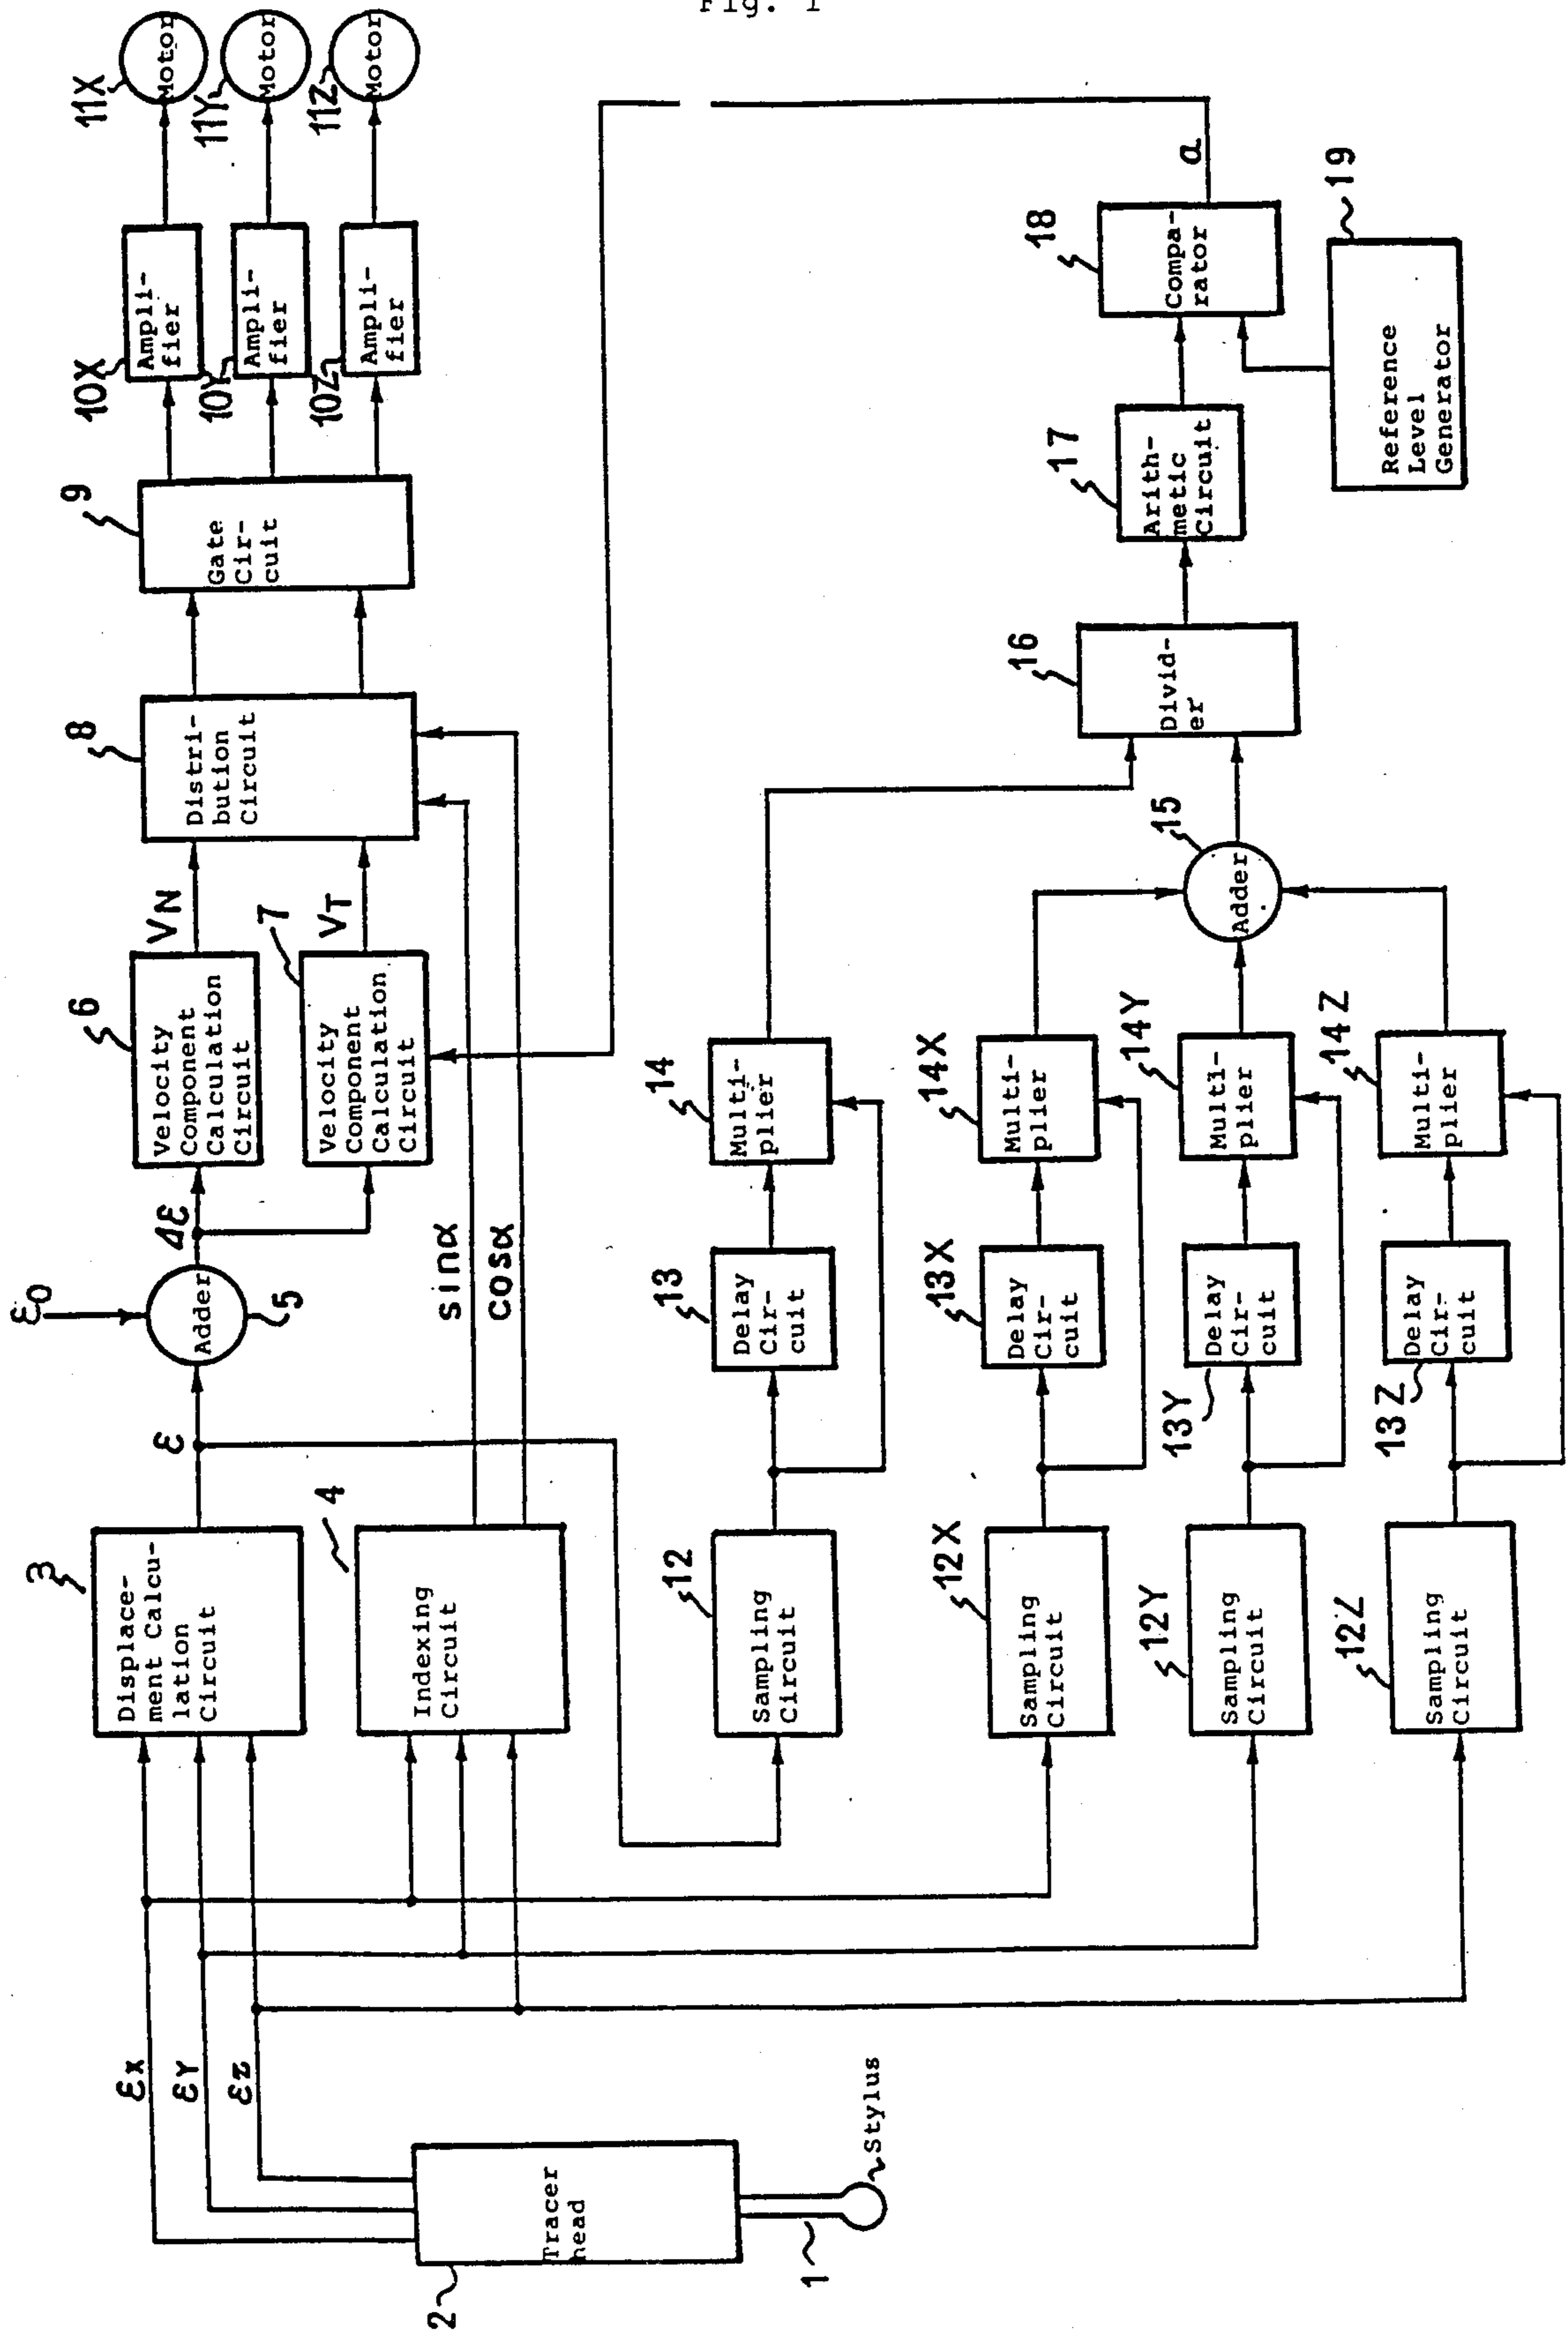 Fig. 1
11X
Motor
11Y
Motor
11Z
Motor
10X
Ampli-
fier
10Y
Ampli-
fier
10Z
Ampli-
fier
9
Gate
Cir-
cuit
8
Distri-
bution
Circuit
VN
VT
6
Velocity
Component
Calculation
Circuit
7
Velocity
Component
Calculation
Circuit
Δε
ε0
Adder
5
ε
sinα
cosα
3
Displace-
ment Calcu-
lation
Circuit
4
Indexing
Circuit
εX
εY
εZ
2
Tracer
head
1
Stylus
12
Sampling
Circuit
13
Delay
Cir-
cuit
14
Multi-
plier
12X
Sampling
Circuit
13X
Delay
Cir-
cuit
14X
Multi-
plier
12Y
Sampling
Circuit
13Y
Delay
Cir-
cuit
14Y
Multi-
plier
12Z
Sampling
Circuit
13Z
Delay
Cir-
cuit
14Z
Multi-
plier
15
Adder
16
Divid-
er
17
Arith-
metic
Circuit
18
Compa-
rator
a
19
Reference
Level
Generator